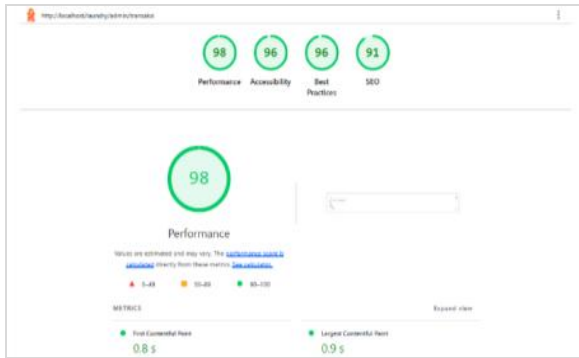 http://localhost/laundry/admin/transaksi
98
96
96
91
Performance
Accessibility
Best
Practices
SEO
98
Performance
Values are estimated and may vary. The performance score is
calculated directly from these metrics. See calculator.
0–49
50–89
90–100
METRICS
Expand view
First Contentful Paint
0.8 s
Largest Contentful Paint
0.9 s